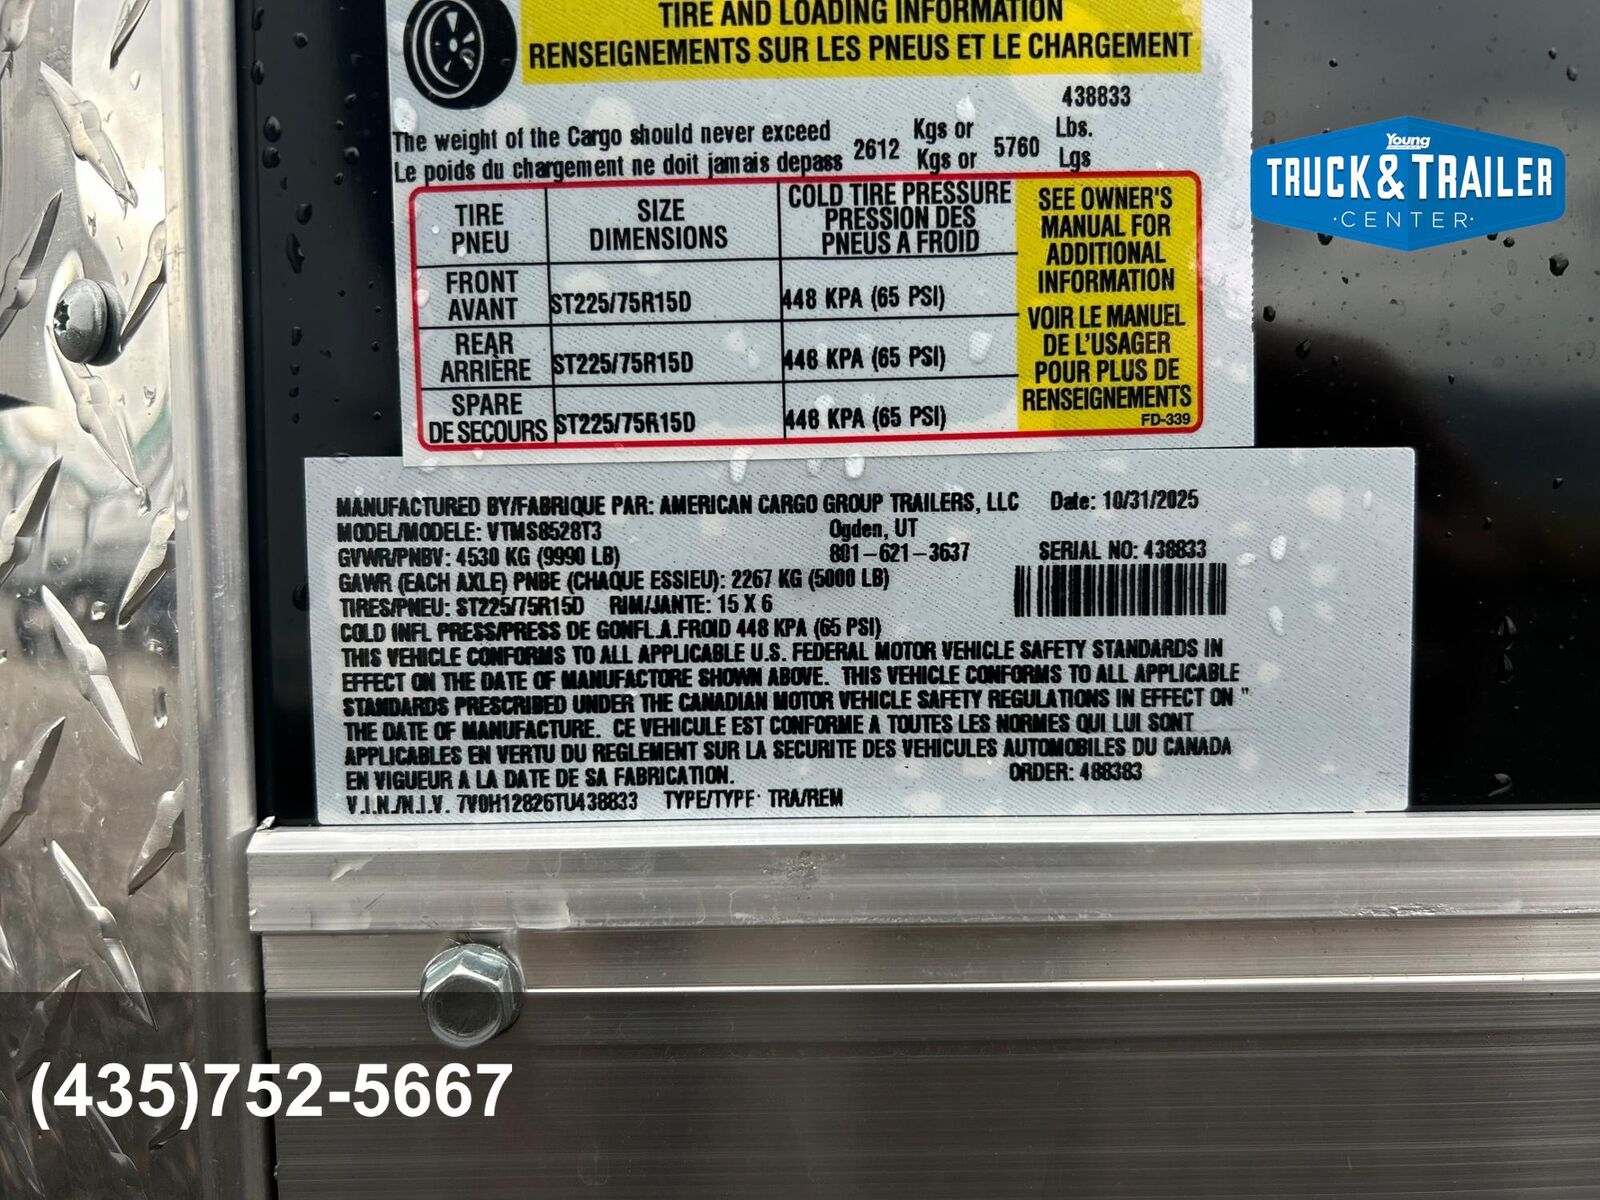 TIRE AND LOADING INFORMATION
RENSEIGNEMENTS SUR LES PNEUS ET LE CHARGEMENT
438833
The weight of the Cargo should never exceed 2612 Kgs or 5760 Lbs.
Le poids du chargement ne doit jamais depass Kgs or Lgs
TIRE PNEU
SIZE DIMENSIONS
COLD TIRE PRESSURE
PRESSION DES
PNEUS A FROID
FRONT AVANT
ST225/75R15D
448 KPA (65 PSI)
REAR ARRIÈRE
ST225/75R15D
448 KPA (65 PSI)
SPARE DE SECOURS
ST225/75R15D
448 KPA (65 PSI)
SEE OWNER'S
MANUAL FOR
ADDITIONAL
INFORMATION
VOIR LE MANUEL
DE L'USAGER
POUR PLUS DE
RENSEIGNEMENTS
FD-339
Young
TRUCK & TRAILER
·CENTER·
MANUFACTURED BY/FABRIQUE PAR: AMERICAN CARGO GROUP TRAILERS, LLC Date: 10/31/2025
MODEL/MODELE: VTMS8528T3 Ogden, UT
GVWR/PNBV: 4530 KG (9990 LB) 801-621-3637 SERIAL NO: 438833
GAWR (EACH AXLE) PNBE (CHAQUE ESSIEU): 2267 KG (5000 LB)
TIRES/PNEU: ST225/75R15D RIM/JANTE: 15 X 6
COLD INFL PRESS/PRESS DE GONFL.A.FROID 448 KPA (65 PSI)
THIS VEHICLE CONFORMS TO ALL APPLICABLE U.S. FEDERAL MOTOR VEHICLE SAFETY STANDARDS IN
EFFECT ON THE DATE OF MANUFACTORE SHOWN ABOVE. THIS VEHICLE CONFORMS TO ALL APPLICABLE
STANDARDS PRESCRIBED UNDER THE CANADIAN MOTOR VEHICLE SAFETY REGULATIONS IN EFFECT ON "
THE DATE OF MANUFACTURE. CE VEHICULE EST CONFORME A TOUTES LES NORMES QUI LUI SONT
APPLICABLES EN VERTU DU REGLEMENT SUR LA SECURITE DES VEHICULES AUTOMOBILES DU CANADA
EN VIGUEUR A LA DATE DE SA FABRICATION. ORDER: 488383
V.I.N./N.I.V. 7V0H12826TU438833 TYPE/TYPE: TRA/REM
(435)752-5667